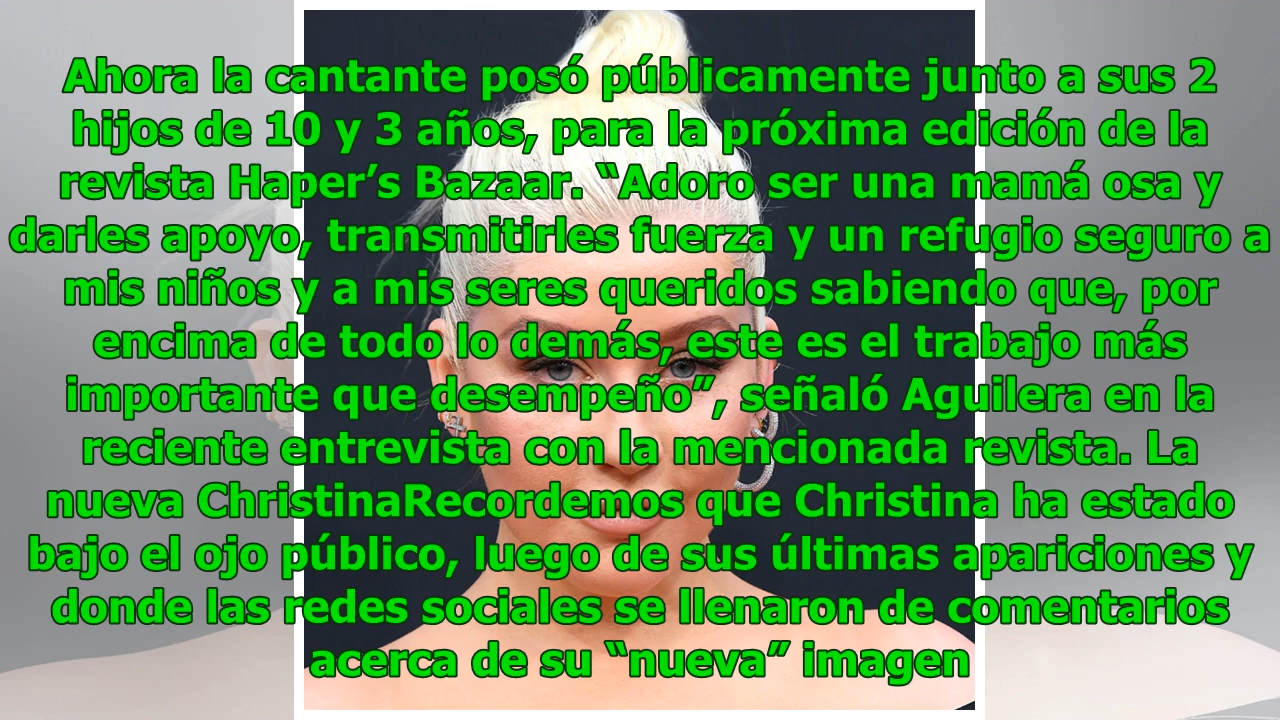 Ahora la cantante posó públicamente junto a sus 2
hijos de 10 y 3 años, para la próxima edición de la
revista Haper’s Bazaar. “Adoro ser una mamá osa y
darles apoyo, transmitirles fuerza y un refugio seguro a
mis niños y a mis seres queridos sabiendo que, por
encima de todo lo demás, este es el trabajo más
importante que desempeño”, señaló Aguilera en la
reciente entrevista con la mencionada revista. La
nueva ChristinaRecordemos que Christina ha estado
bajo el ojo público, luego de sus últimas apariciones y
donde las redes sociales se llenaron de comentarios
acerca de su “nueva” imagen